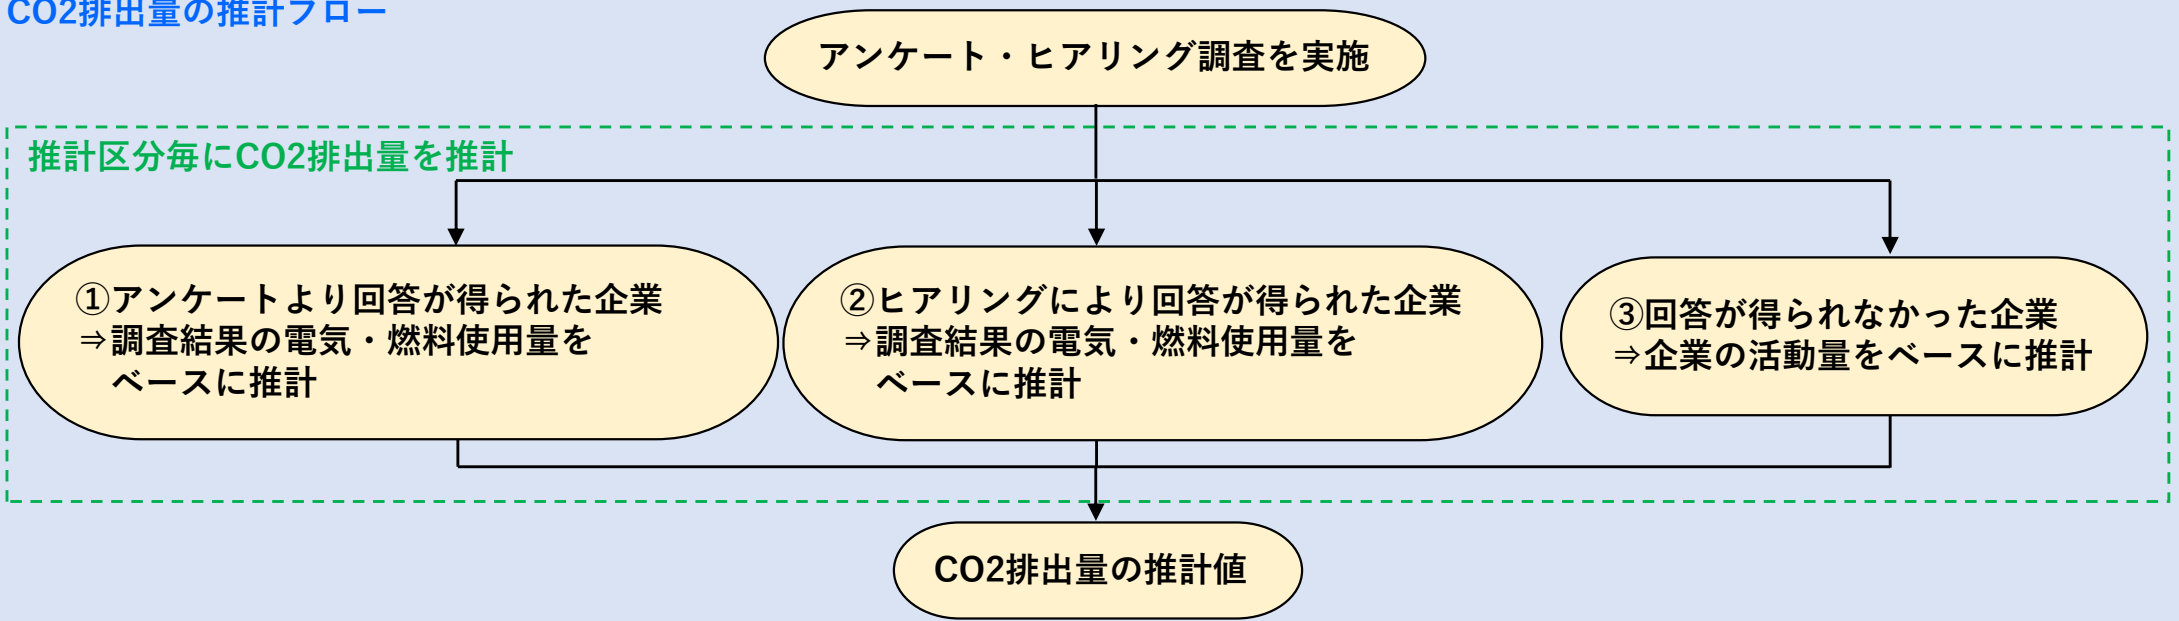 CO2排出量の推計フロー
アンケート・ヒアリング調査を実施
推計区分毎にCO2排出量を推計
①アンケートより回答が得られた企業
⇒調査結果の電気・燃料使用量を
ベースに推計
②ヒアリングにより回答が得られた企業
⇒調査結果の電気・燃料使用量を
ベースに推計
③回答が得られなかった企業
⇒企業の活動量をベースに推計
CO2排出量の推計値